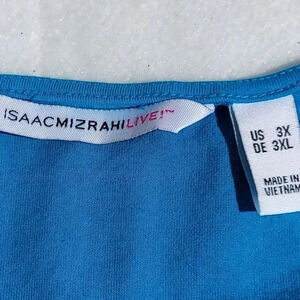 ISAACMIZRAHILIVE!™
US 3X
DE 3XL
MADE IN
VIETNAM